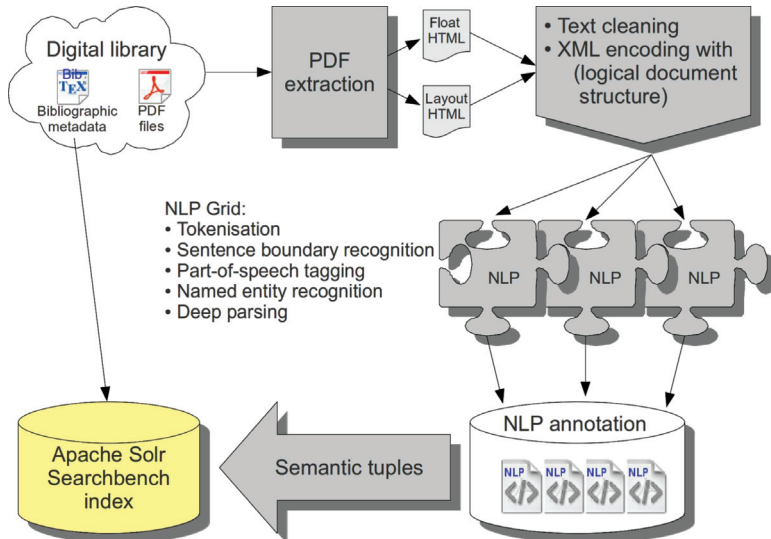 Digital library
Bib
TEX
Bibliographic
metadata
PDF
files
PDF
extraction
Float
HTML
Layout
HTML
• Text cleaning
• XML encoding with
(logical document
structure)
NLP Grid:
• Tokenisation
• Sentence boundary recognition
• Part-of-speech tagging
• Named entity recognition
• Deep parsing
NLP
NLP
NLP
Apache Solr
Searchbench
index
Semantic tuples
NLP annotation
NLP
NLP
NLP
NLP